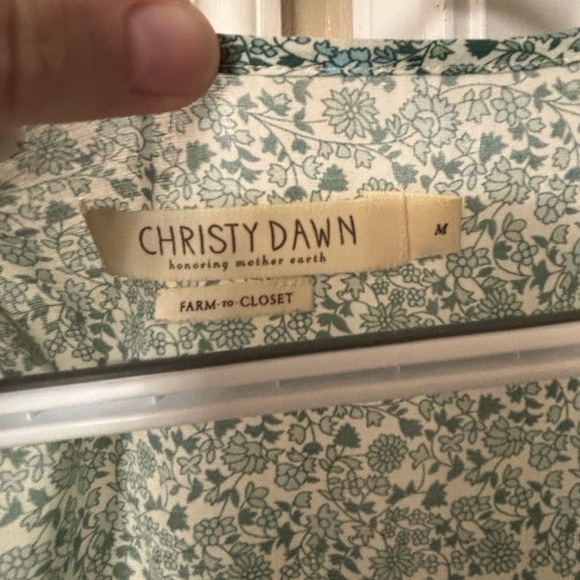 CHRISTY DAWN
honoring mother earth
M
FARM-TO-CLOSET